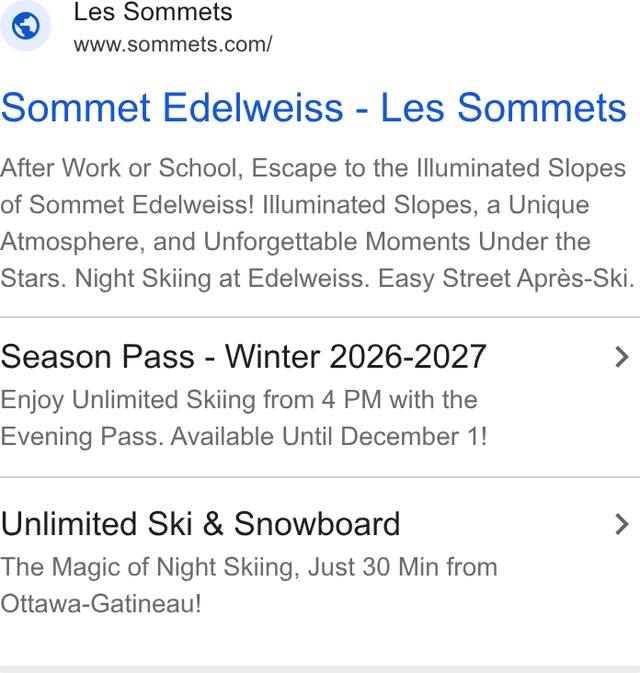 Les Sommets
www.sommets.com/
Sommet Edelweiss - Les Sommets
After Work or School, Escape to the Illuminated Slopes
of Sommet Edelweiss! Illuminated Slopes, a Unique
Atmosphere, and Unforgettable Moments Under the
Stars. Night Skiing at Edelweiss. Easy Street Après-Ski.
Season Pass - Winter 2026-2027
Enjoy Unlimited Skiing from 4 PM with the
Evening Pass. Available Until December 1!
Unlimited Ski & Snowboard
The Magic of Night Skiing, Just 30 Min from
Ottawa-Gatineau!